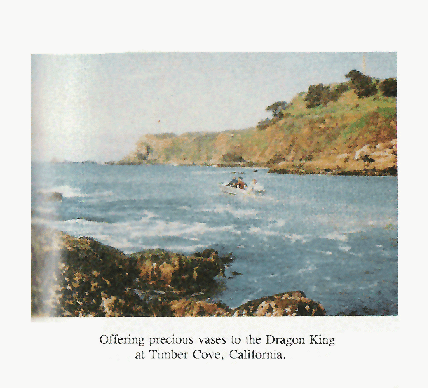 Offering precious vases to the Dragon King
at Timber Cove, California.